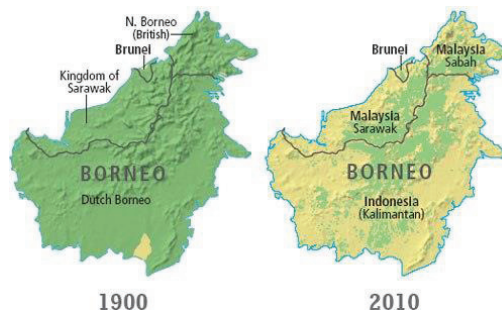 N. Borneo
(British)
Brunei
Kingdom of
Sarawak
BORNEO
Dutch Borneo
1900
Brunei
Malaysia
Sabah
Malaysia
Sarawak
BORNEO
Indonesia
(Kalimantan)
2010